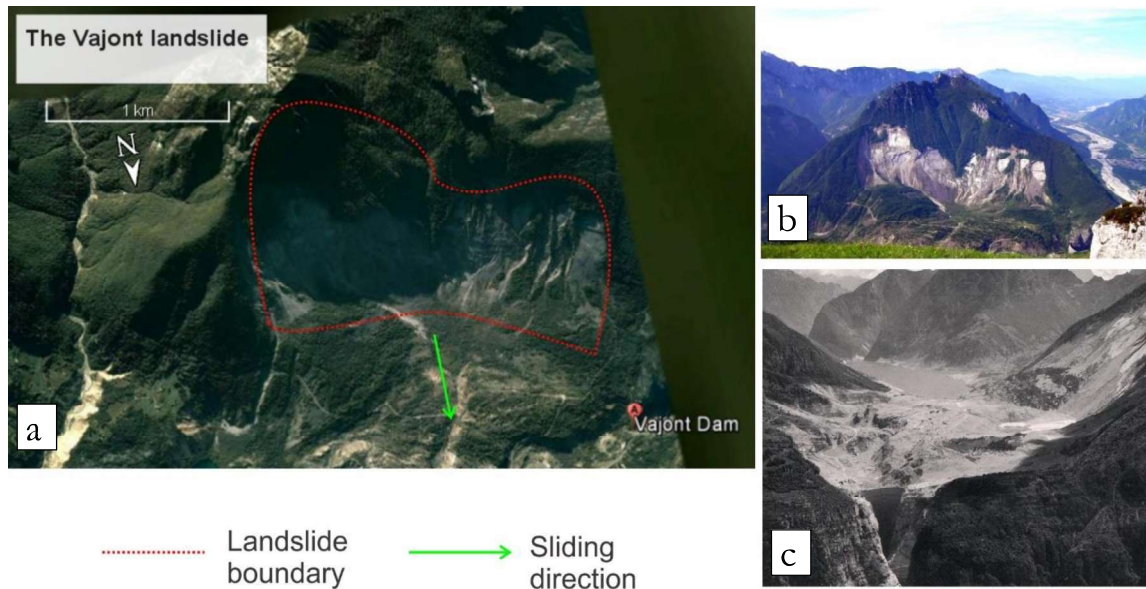 The Vajont landslide
1 km
N
A
Vajont Dam
a
b
c
Landslide
boundary
Sliding
direction